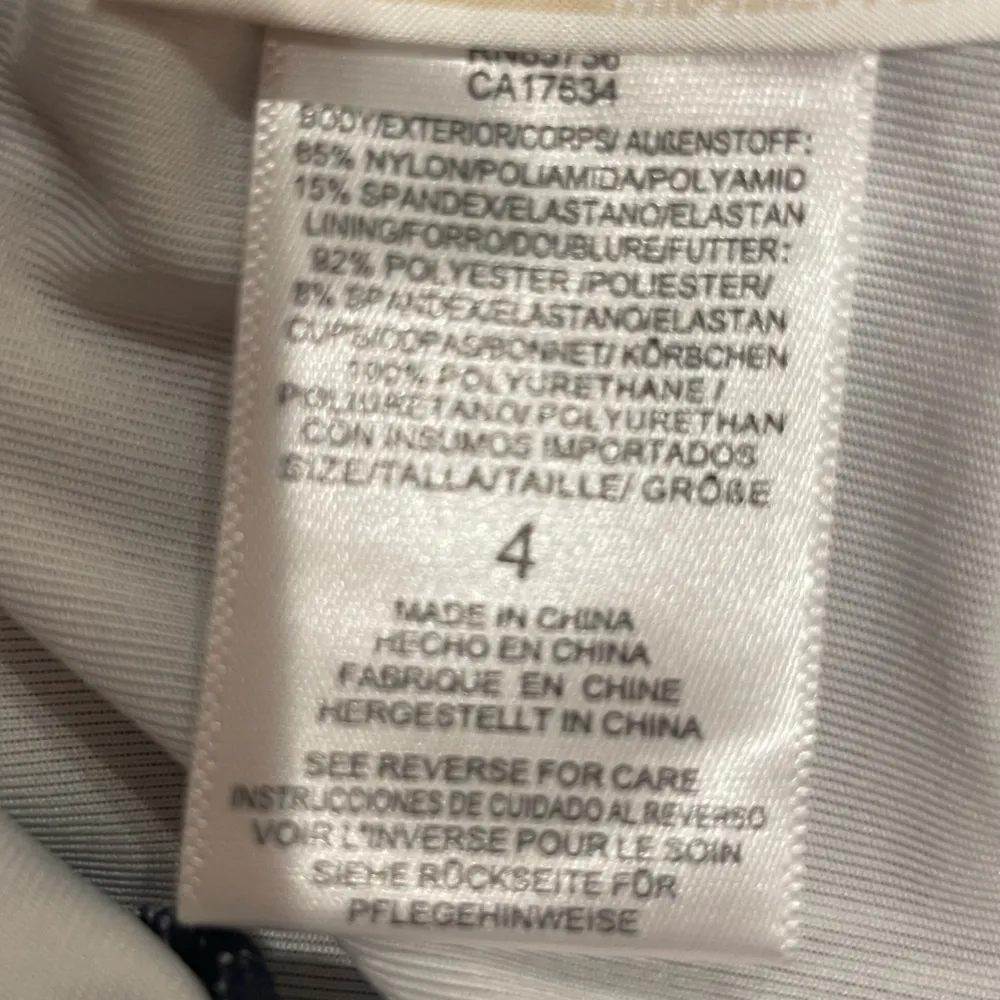 CA17634
BODY/EXTERIOR/CORPS/ AUßENSTOFF:
85% NYLON/POLIAMIDA/POLYAMID
15% SPANDEX/ELASTANO/ELASTAN
LINING/FORRO/DOUBLURE/FUTTER:
92% POLYESTER /POLIESTER/
8% SPANDEX/ELASTANO/ELASTAN
CUPS/COPAS/BONNET/ KÖRBCHEN
100% POLYURETHANE /
POLIURETANO/ POLYURETHAN
CON INSUMOS IMPORTADOS
SIZE/TALLA/TAILLE/ GRÖßE
4
MADE IN CHINA
HECHO EN CHINA
FABRIQUE EN CHINE
HERGESTELLT IN CHINA
SEE REVERSE FOR CARE
INSTRUCCIONES DE CUIDADO AL REVERSO
VOIR L'INVERSE POUR LE SOIN
SIEHE RÜCKSEITE FÜR
PFLEGEHINWEISE